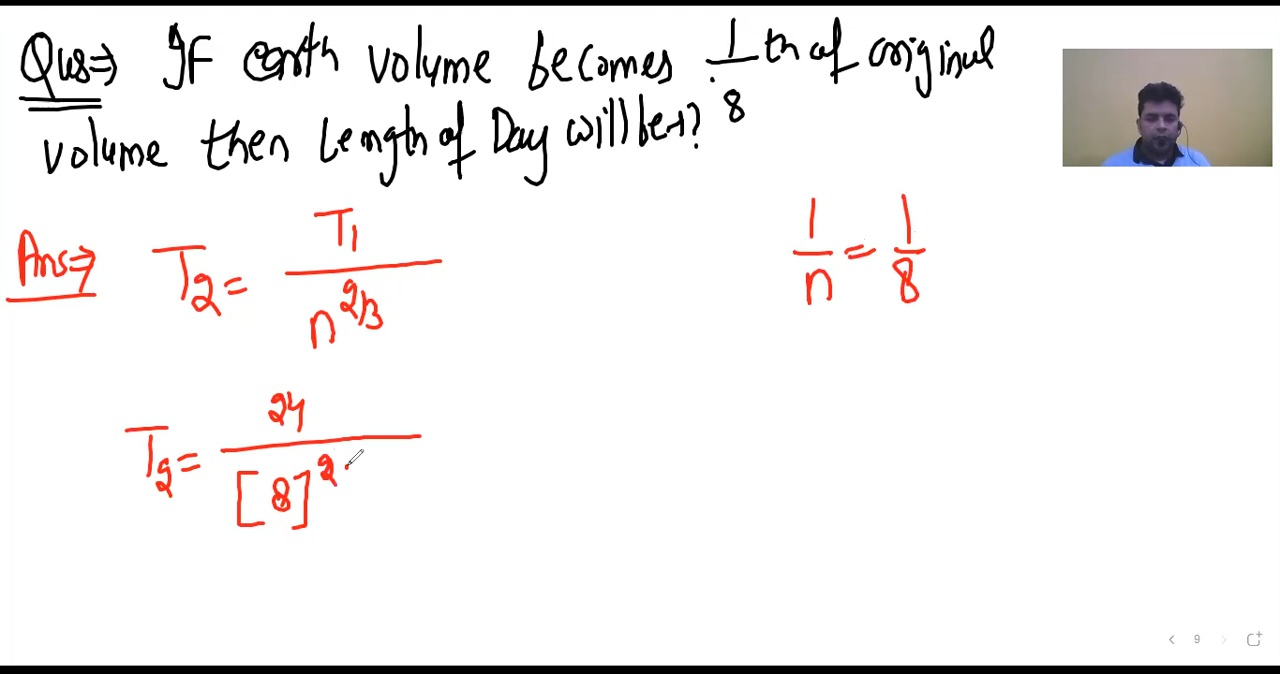 Qus⇒ If earth volume becomes 1/8 th of original
volume then Length of Day will be→?
Ans⇒ T2 = T1 / n^2/3
1/n = 1/8
T2 = 24 / [8]^2
9